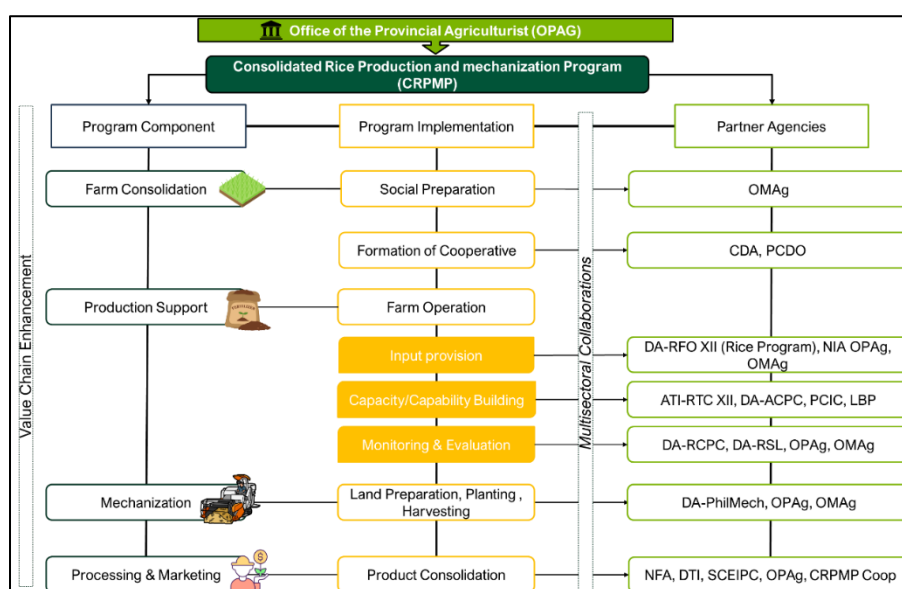 Office of the Provincial Agriculturist (OPAG)
Consolidated Rice Production and mechanization Program
(CRPMP)
Program Component
Program Implementation
Partner Agencies
Farm Consolidation
Social Preparation
OMAg
Formation of Cooperative
CDA, PCDO
Production Support
FERTILIZER
Farm Operation
Input provision
DA-RFO XII (Rice Program), NIA OPAg,
OMAg
Capacity/Capability Building
ATI-RTC XII, DA-ACPC, PCIC, LBP
Monitoring & Evaluation
DA-RCPC, DA-RSL, OPAg, OMAg
Mechanization
Land Preparation, Planting ,
Harvesting
DA-PhilMech, OPAg, OMAg
Processing & Marketing
Product Consolidation
NFA, DTI, SCEIPC, OPAg, CRPMP Coop
Value Chain Enhancement
Multisectoral Collaborations